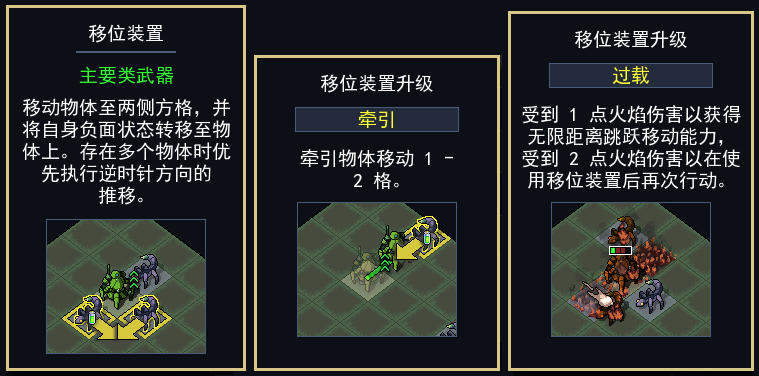 移位装置
主要类武器
移动物体至两侧方格，并
将自身负面状态转移至物
体上。存在多个物体时优
先执行逆时针方向的
推移。
移位装置升级
牵引
牵引物体移动 1 -
2 格。
移位装置升级
过载
受到 1 点火焰伤害以获得
无限距离跳跃移动能力，
受到 2 点火焰伤害以在使
用移位装置后再次行动。